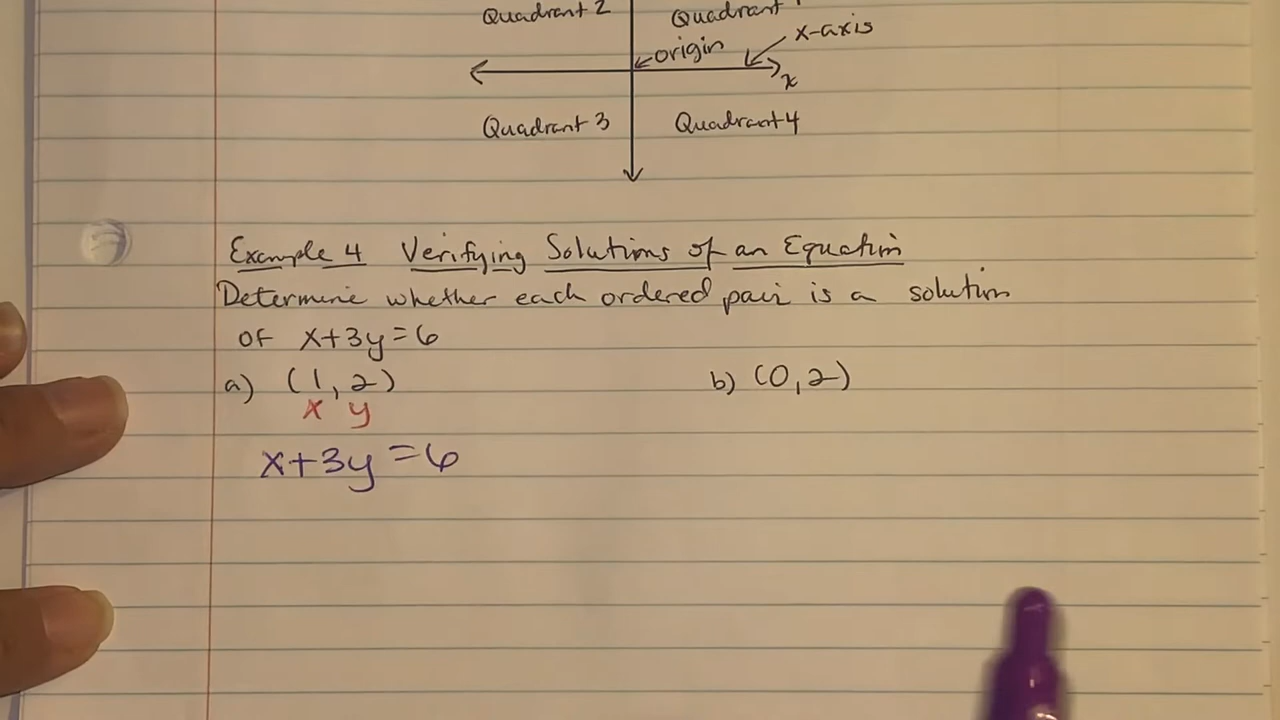 Quadrant 2 Quadrant 1
origin x-axis
x
Quadrant 3 Quadrant 4
Example 4 Verifying Solutions of an Equation
Determine whether each ordered pair is a solution
of x+3y=6
a) (1,2) b) (0,2)
x y
x+3y=6